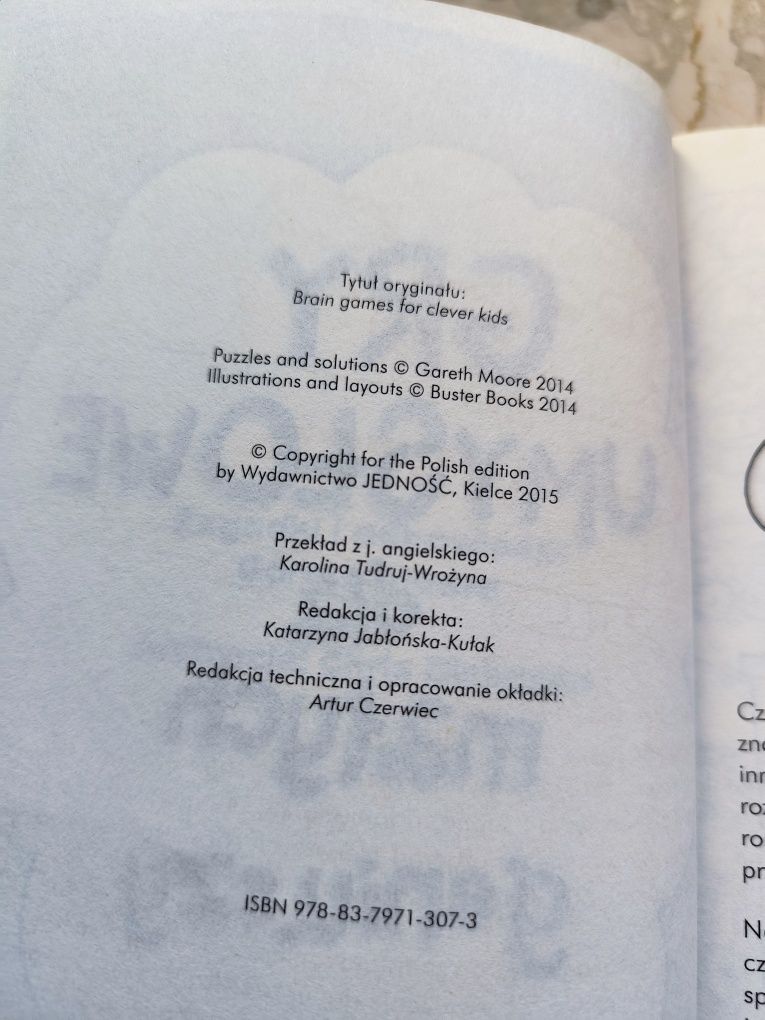 Tytuł oryginału:
Brain games for clever kids
Puzzles and solutions © Gareth Moore 2014
Illustrations and layouts © Buster Books 2014
© Copyright for the Polish edition
by Wydawnictwo JEDNOŚĆ, Kielce 2015
Przekład z j. angielskiego:
Karolina Tudruj-Wrożyna
Redakcja i korekta:
Katarzyna Jabłońska-Kułak
Redakcja techniczna i opracowanie okładki:
Artur Czerwiec
ISBN 978-83-7971-307-3